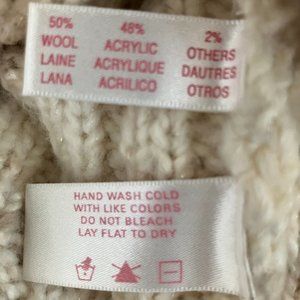 50% 48% 2%
WOOL ACRYLIC OTHERS
LAINE ACRYLIQUE DAUTRES
LANA ACRILICO OTROS
HAND WASH COLD
WITH LIKE COLORS
DO NOT BLEACH
LAY FLAT TO DRY